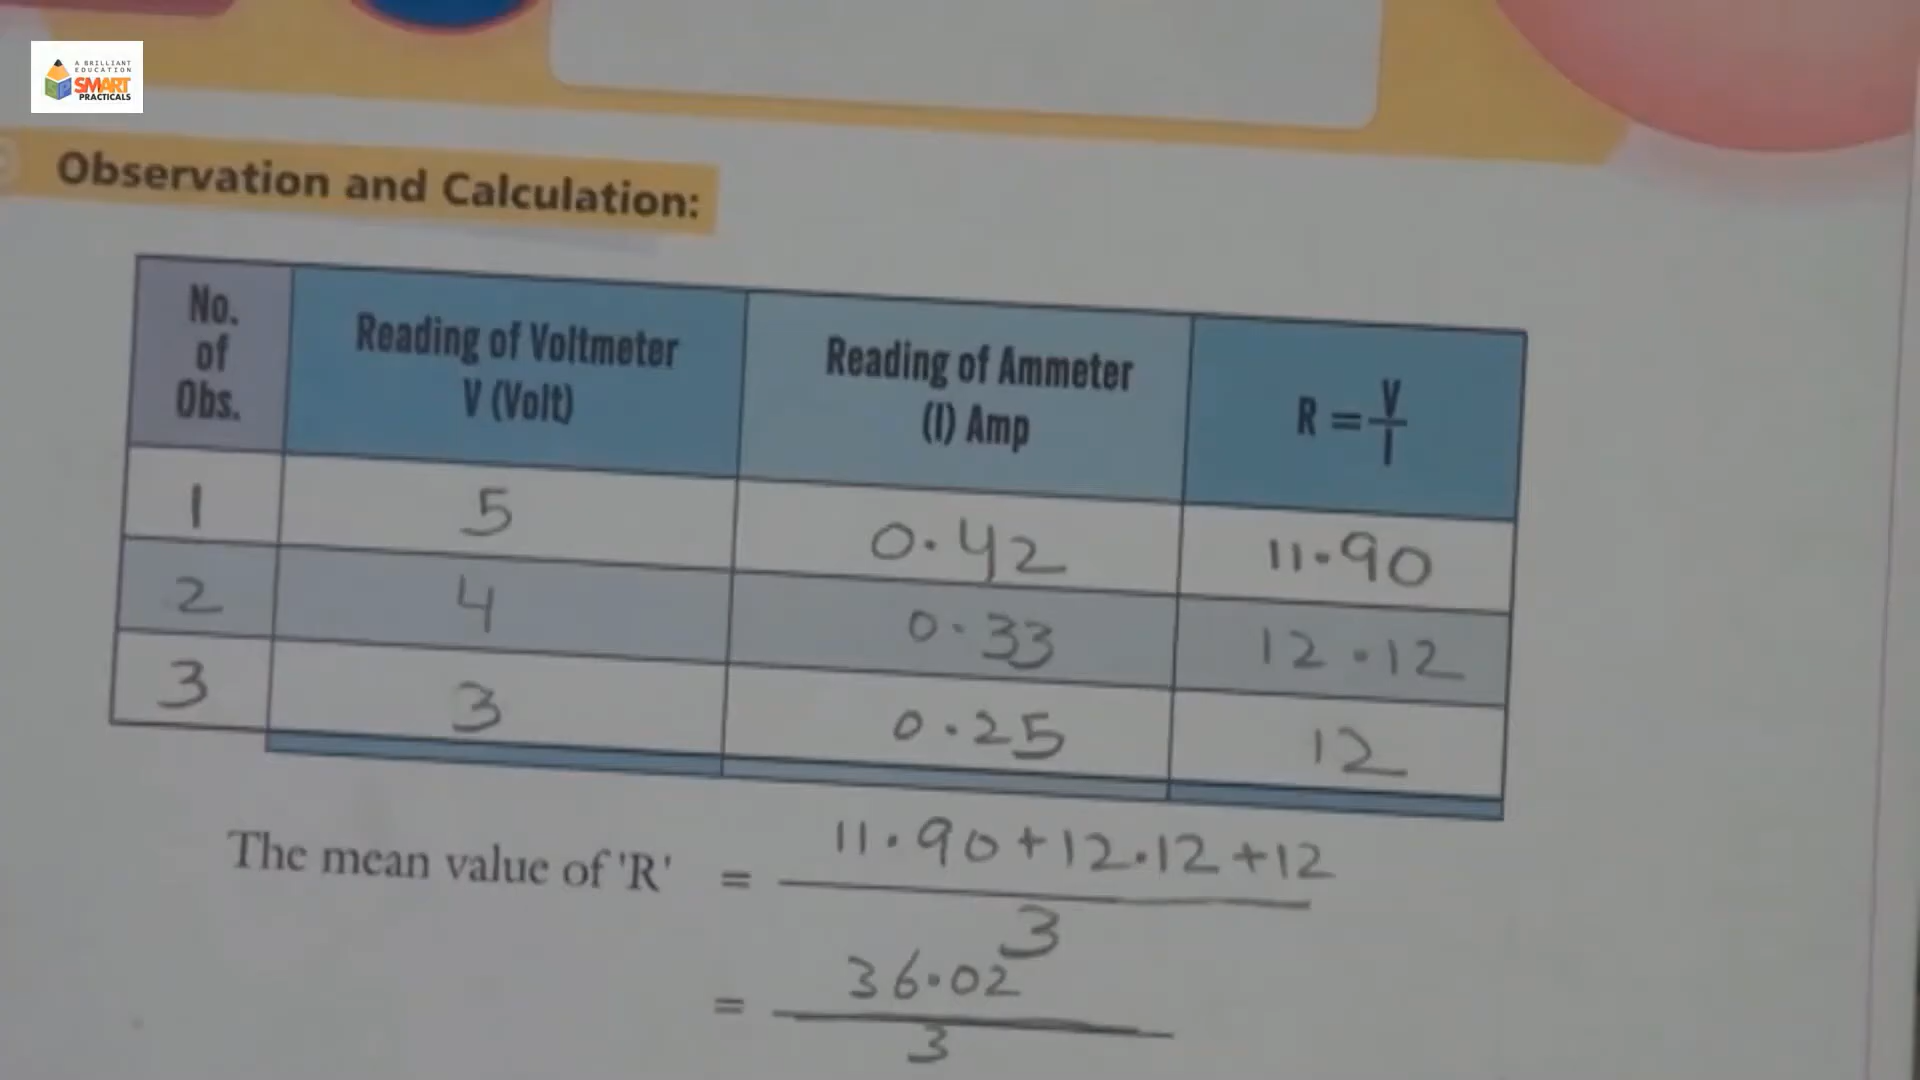 A BRILLIANT
EDUCATION
SMART
PRACTICALS
Observation and Calculation:
No. of Obs. Reading of Voltmeter V (Volt) Reading of Ammeter (I) Amp R = V/I
1 5 0.42 11.90
2 4 0.33 12.12
3 3 0.25 12
The mean value of 'R' = 11.90+12.12+12
3
= 36.02
3